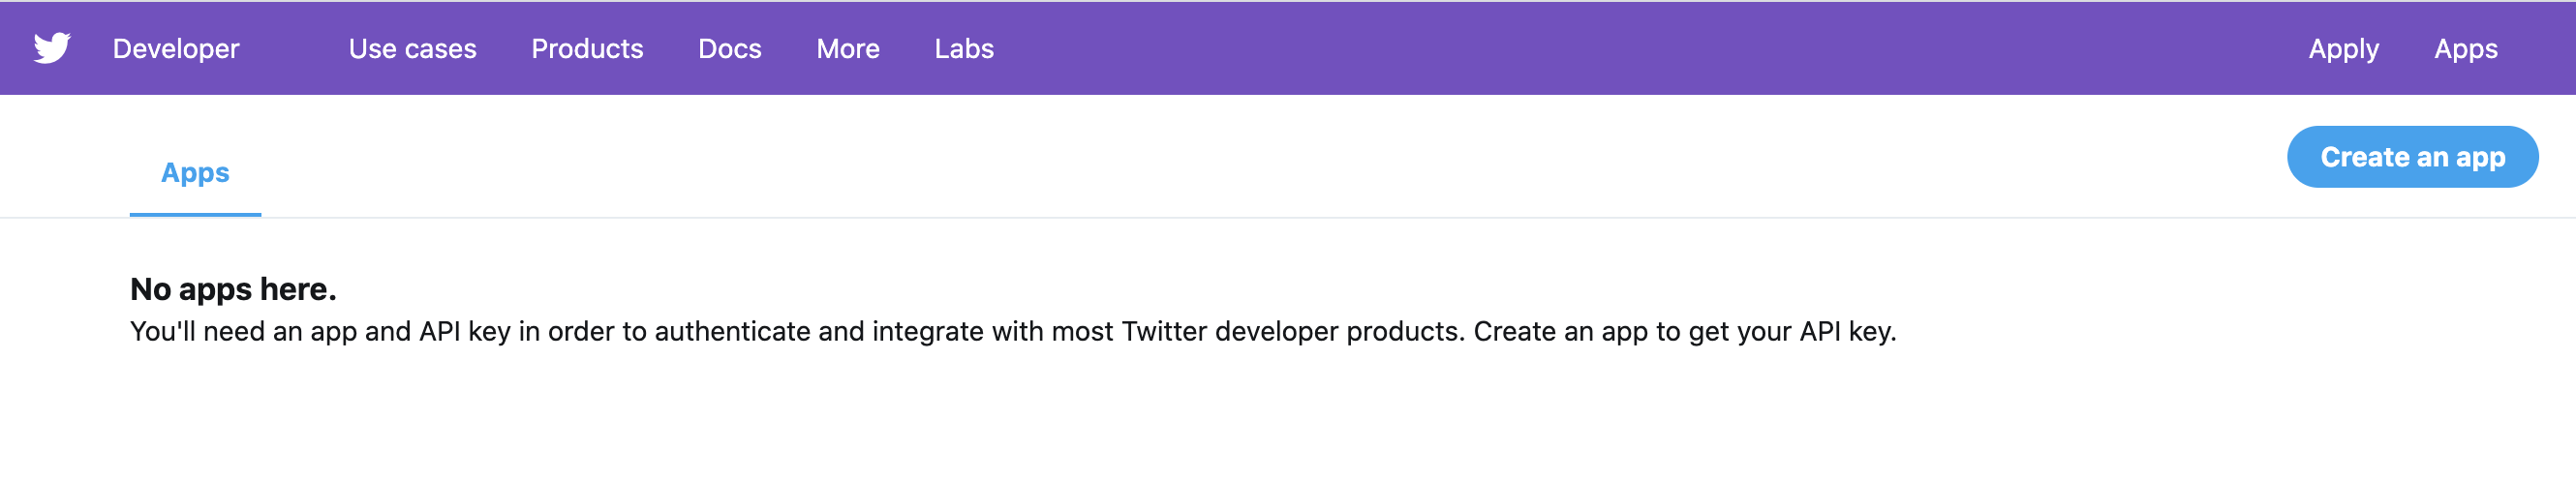 Developer Use cases Products Docs More Labs Apply Apps
Apps
Create an app
No apps here.
You'll need an app and API key in order to authenticate and integrate with most Twitter developer products. Create an app to get your API key.